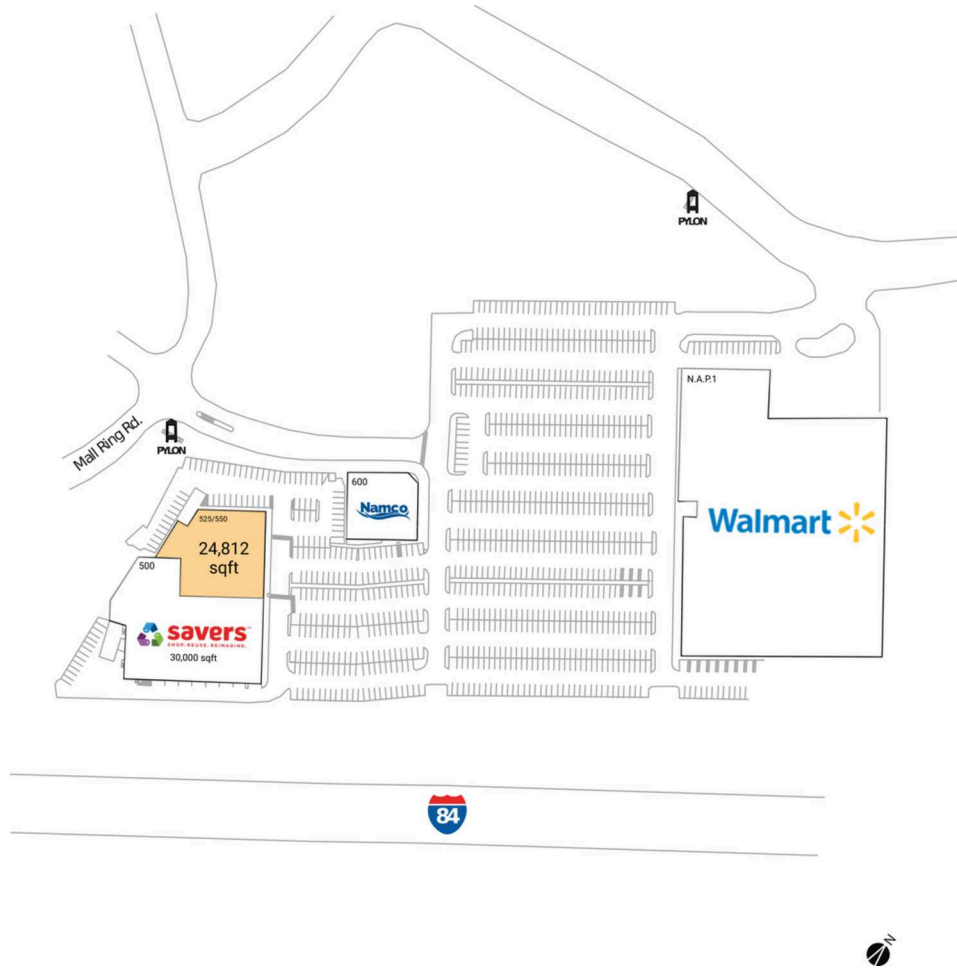 PYLON
N.A.P.1
Mall Ring Rd.
PYLON
600
Namco
525/550
24,812
sqft
Walmart
500
savers
SHOP. REUSE. REIMAGINE.
30,000 sqft
84
N